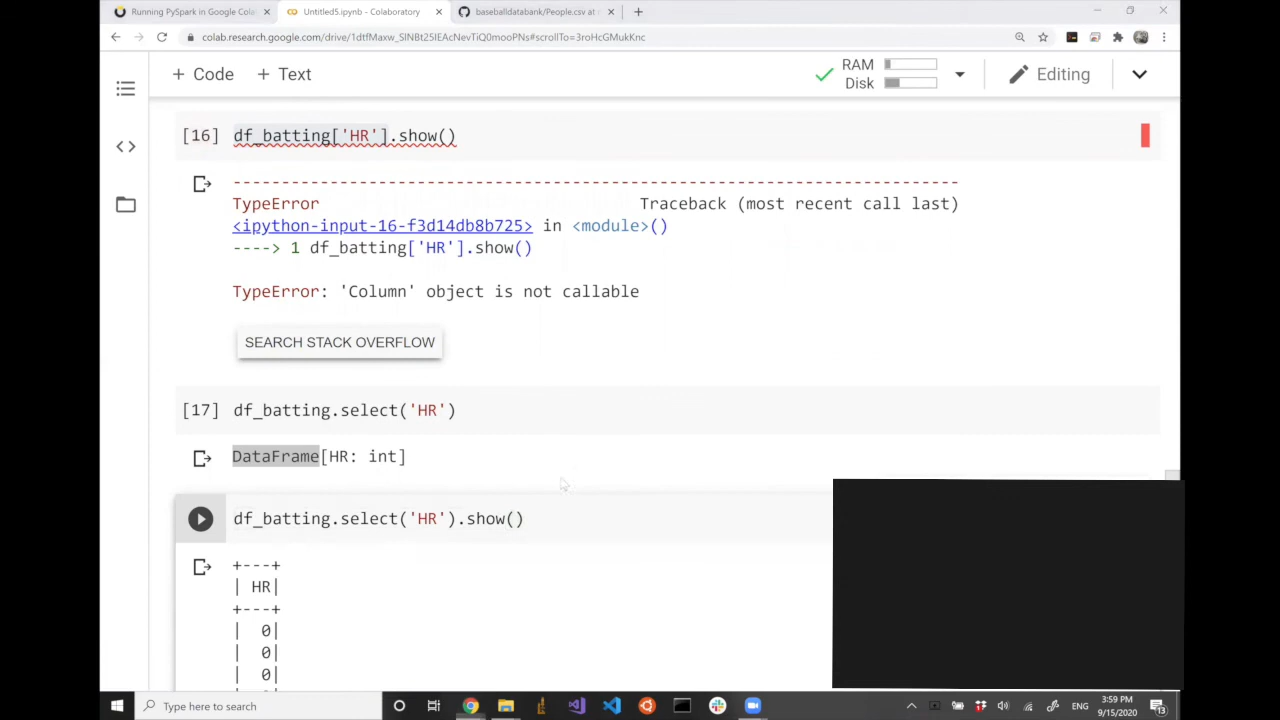 Running PySpark in Google Cola
Untitled5.ipynb - Colaboratory
baseballdatabank/People.csv at
colab.research.google.com/drive/1dtfMaxw_SlNBt25IEAcNevTiQ0mooPNs#scrollTo=3roHcGMukKnc
+ Code + Text
RAM
Disk
Editing
[16] df_batting['HR'].show()
---------------------------------------------------------------------------
TypeError Traceback (most recent call last)
<ipython-input-16-f3d14db8b725> in <module>()
----> 1 df_batting['HR'].show()
TypeError: 'Column' object is not callable
SEARCH STACK OVERFLOW
[17] df_batting.select('HR')
DataFrame[HR: int]
df_batting.select('HR').show()
+---+
| HR|
+---+
| 0|
| 0|
| 0|
Type here to search
ENG
3:59 PM
9/15/2020
13